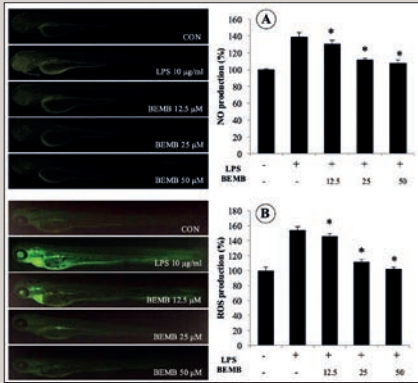 CON
LPS 10 µg/ml
BEMB 12.5 µM
BEMB 25 µM
BEMB 50 µM
A
NO production (%)
160
140
120
100
80
60
40
20
0
* * * 
LPS - + + + +
BEMB - - 12.5 25 50
CON
LPS 10 µg/ml
BEMB 12.5 µM
BEMB 25 µM
BEMB 50 µM
B
ROS production (%)
180
160
140
120
100
80
60
40
20
0
* * *
LPS - + + + +
BEMB - - 12.5 25 50